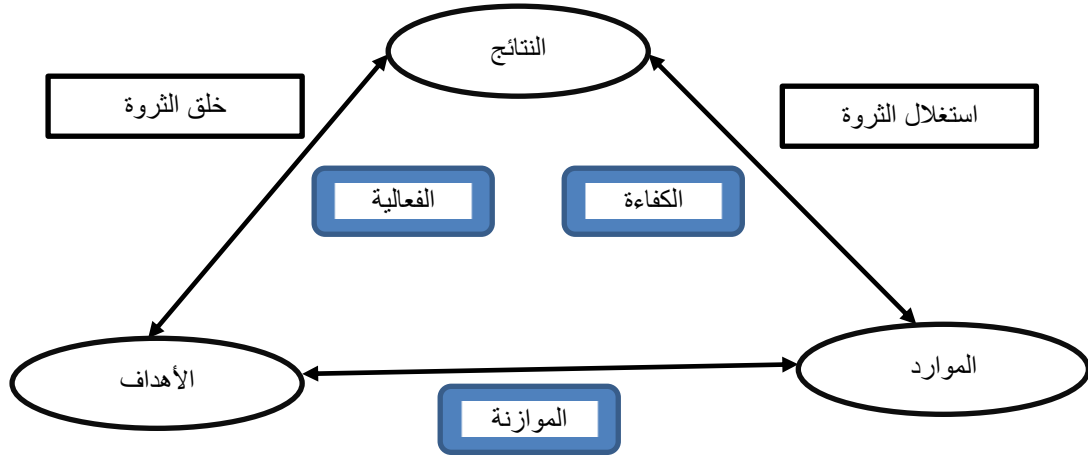 النتائج
استغلال الثروة
خلق الثروة
الكفاءة
الفعالية
الموارد
الأهداف
الموازنة